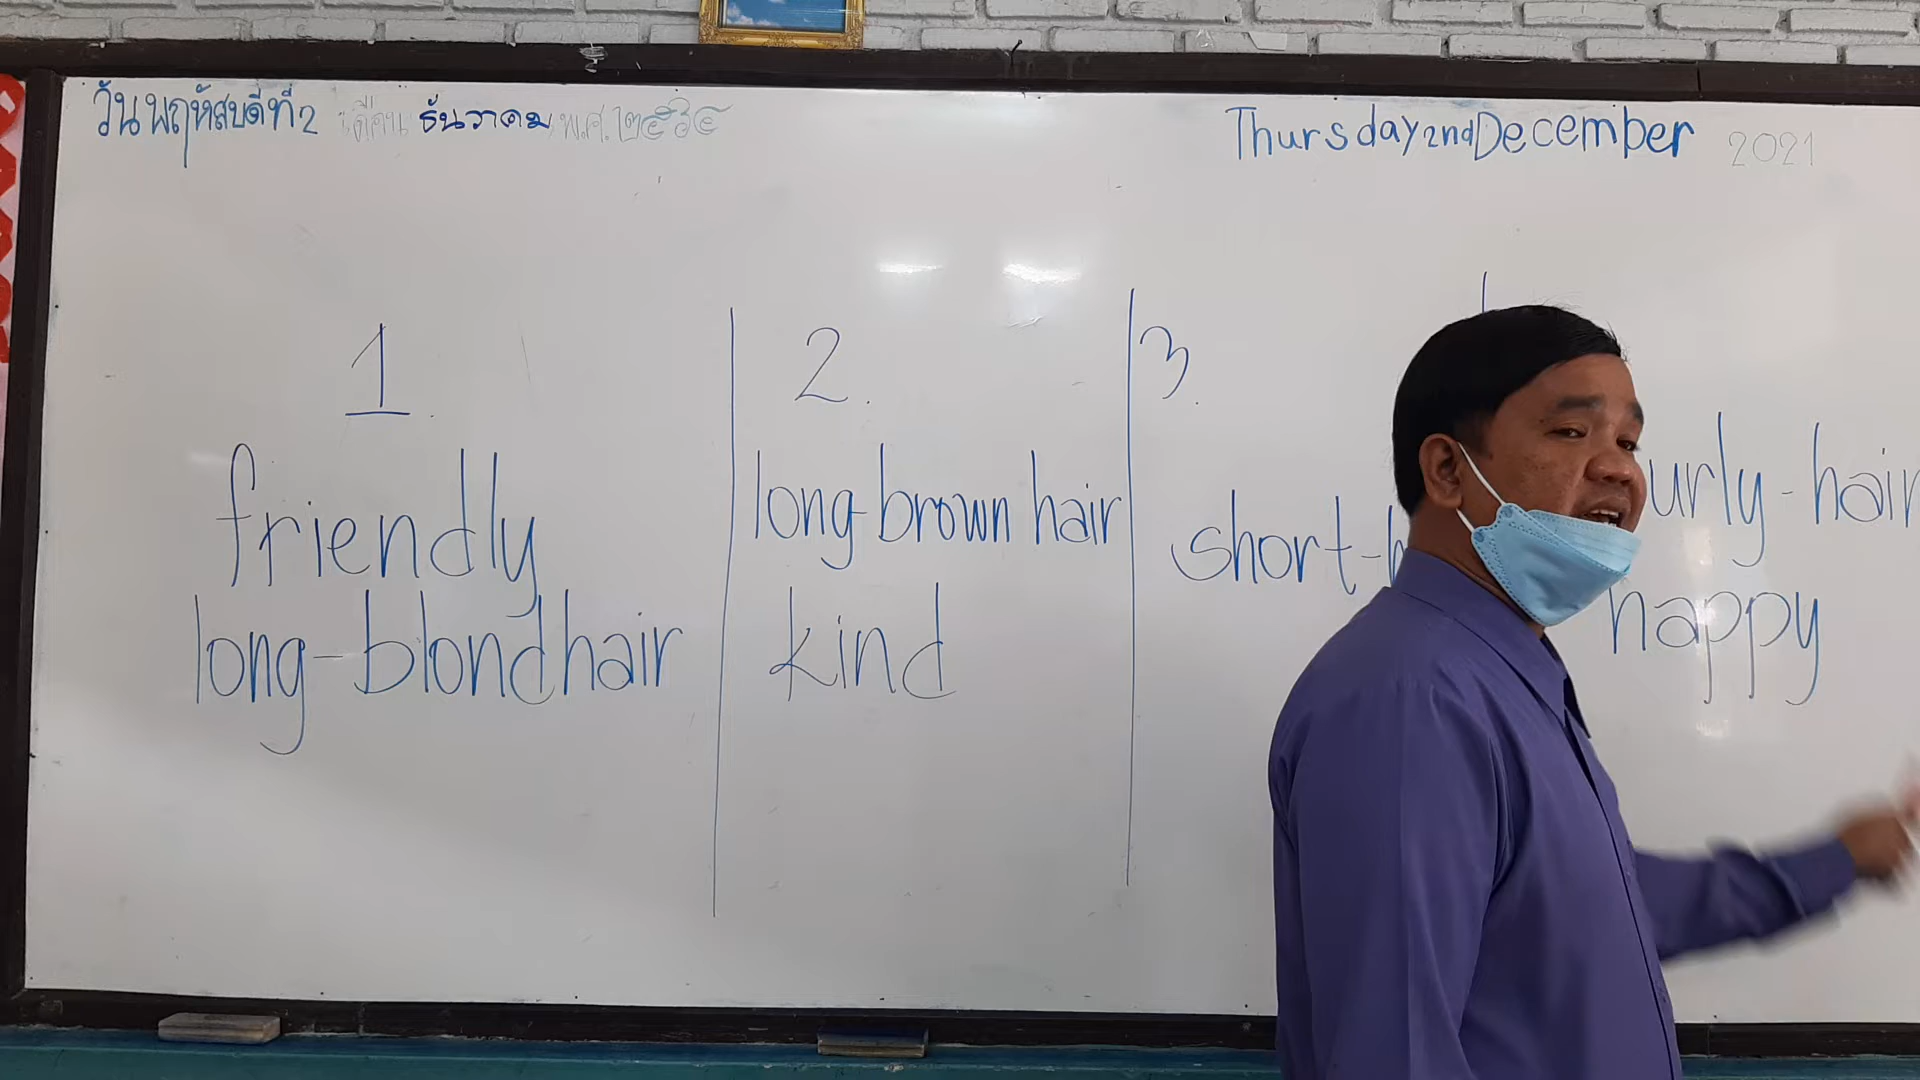 วันพฤหัสบดีที่2 เดือน ธันวาคม พ.ศ.๒๕๖๔
Thursday 2nd December 2021
1.
friendly
long-blond hair
2.
long-brown hair
kind
3.
short-h
urly-hair
happy